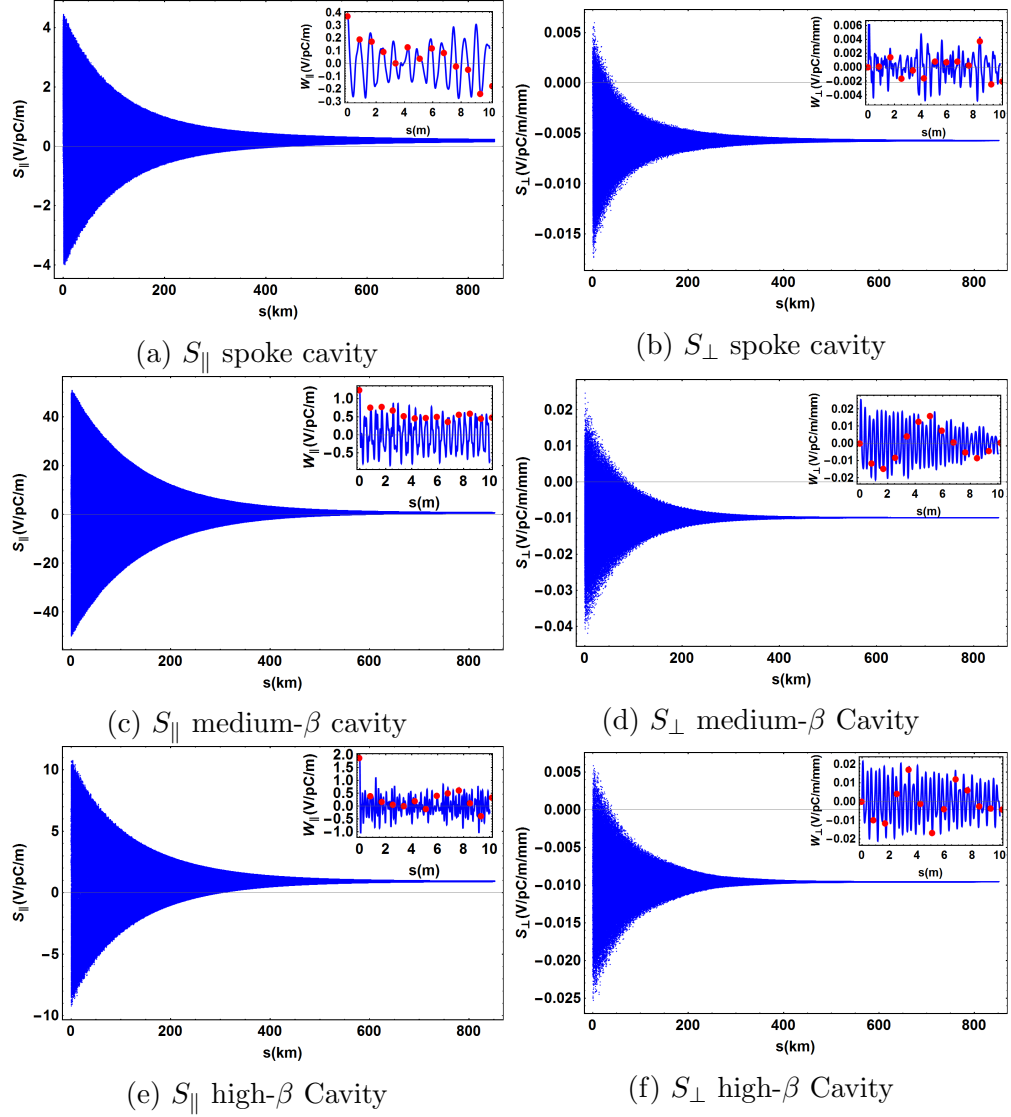 4
2
0
−2
−4
S∥(V/pC/m)
0 200 400 600 800
s(km)
0.4
0.3
0.2
0.1
0.0
−0.1
−0.2
−0.3
W∥(V/pC/m)
0 2 4 6 8 10
s(m)
(a) S∥ spoke cavity
0.005
0.000
−0.005
−0.010
−0.015
S⊥(V/pC/m/mm)
0 200 400 600 800
s(km)
0.006
0.004
0.002
0.000
−0.002
−0.004
W⊥(V/pC/m/mm)
0 2 4 6 8 10
s(m)
(b) S⊥ spoke cavity
40
20
0
−20
−40
S∥(V/pC/m)
0 200 400 600 800
s(km)
1.0
0.5
0.0
−0.5
W∥(V/pC/m)
0 2 4 6 8 10
s(m)
(c) S∥ medium-β cavity
0.02
0.01
0.00
−0.01
−0.02
−0.03
−0.04
S⊥(V/pC/m/mm)
0 200 400 600 800
s(km)
0.02
0.01
0.00
−0.01
−0.02
W⊥(V/pC/m/mm)
0 2 4 6 8 10
s(m)
(d) S⊥ medium-β Cavity
10
5
0
−5
−10
S∥(V/pC/m)
0 200 400 600 800
s(km)
2.0
1.5
1.0
0.5
0.0
−0.5
−1.0
W∥(V/pC/m)
0 2 4 6 8 10
s(m)
(e) S∥ high-β Cavity
0.005
0.000
−0.005
−0.010
−0.015
−0.020
−0.025
S⊥(V/pC/m/mm)
0 200 400 600 800
s(km)
0.02
0.01
0.00
−0.01
−0.02
W⊥(V/pC/m/mm)
0 2 4 6 8 10
s(m)
(f) S⊥ high-β Cavity